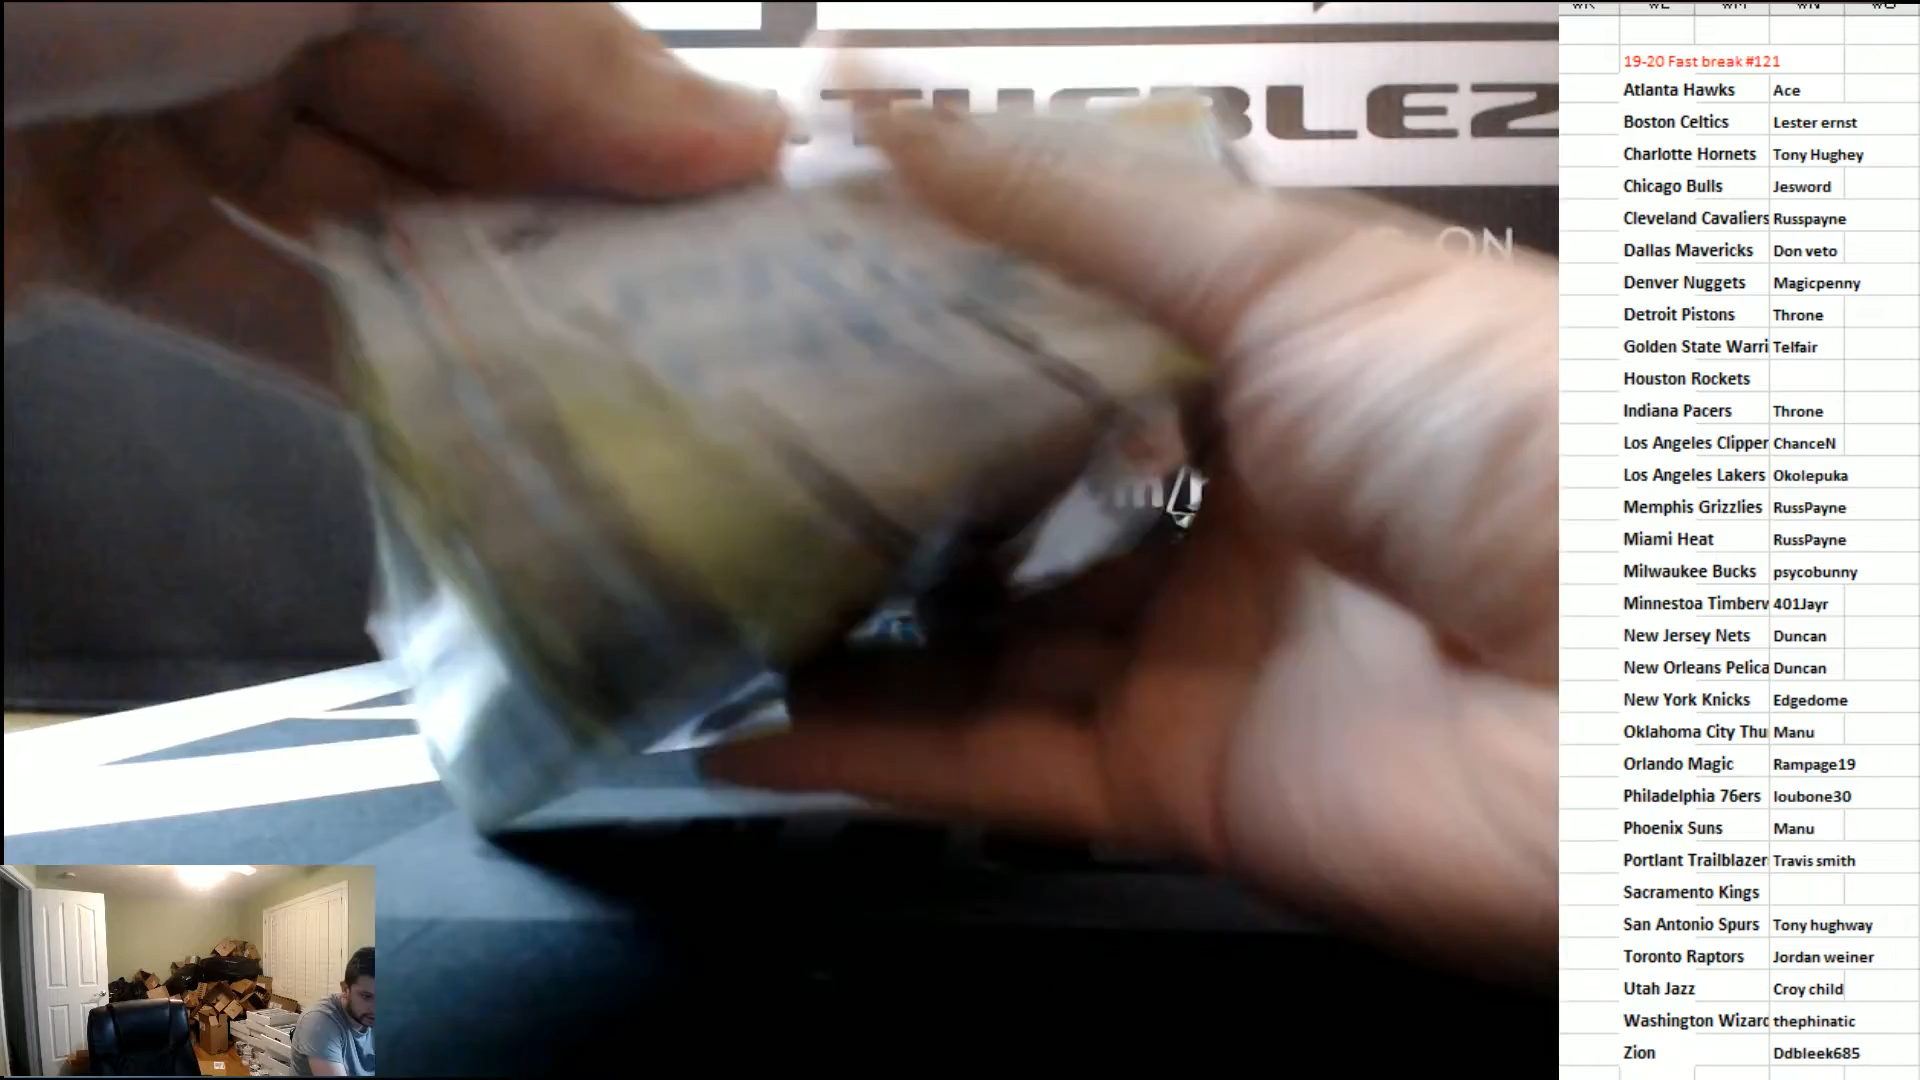 THEBLEZ
ON
19-20 Fast break #121
Atlanta Hawks Ace
Boston Celtics Lester ernst
Charlotte Hornets Tony Hughey
Chicago Bulls Jesword
Cleveland Cavaliers Russpayne
Dallas Mavericks Don veto
Denver Nuggets Magicpenny
Detroit Pistons Throne
Golden State Warri Telfair
Houston Rockets
Indiana Pacers Throne
Los Angeles Clipper ChanceN
Los Angeles Lakers Okolepuka
Memphis Grizzlies RussPayne
Miami Heat RussPayne
Milwaukee Bucks psycobunny
Minnestoa Timberw 401Jayr
New Jersey Nets Duncan
New Orleans Pelica Duncan
New York Knicks Edgedome
Oklahoma City Thu Manu
Orlando Magic Rampage19
Philadelphia 76ers loubone30
Phoenix Suns Manu
Portlant Trailblazer Travis smith
Sacramento Kings
San Antonio Spurs Tony hughway
Toronto Raptors Jordan weiner
Utah Jazz Croy child
Washington Wizard thephinatic
Zion Ddbleek685